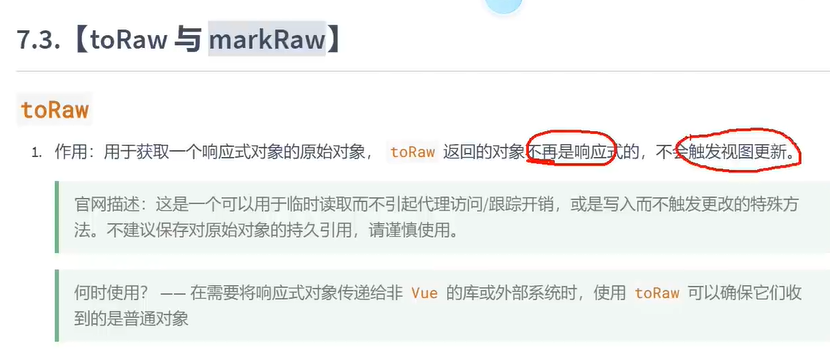 7.3.【toRaw 与 markRaw】
toRaw
1. 作用：用于获取一个响应式对象的原始对象， toRaw 返回的对象不再是响应式的，不会触发视图更新。
官网描述：这是一个可以用于临时读取而不引起代理访问/跟踪开销，或是写入而不触发更改的特殊方
法。不建议保存对原始对象的持久引用，请谨慎使用。
何时使用？ —— 在需要将响应式对象传递给非 Vue 的库或外部系统时，使用 toRaw 可以确保它们收
到的是普通对象